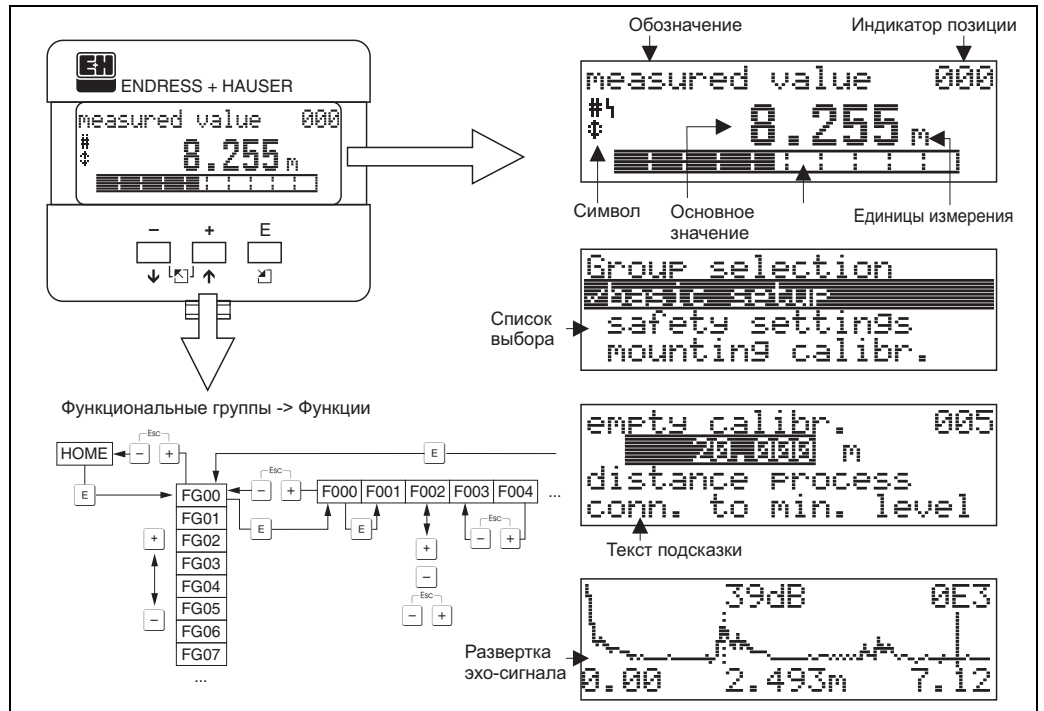 E+H
ENDRESS + HAUSER
measured value 000
8.255 m
– + E
Обозначение Индикатор позиции
measured value 000
8.255 m
Символ Основное значение Единицы измерения
Group selection
basic setup
safety settings
mounting calibr.
Список выбора
empty calibr. 005
20.000 m
distance process
conn. to min. level
Текст подсказки
39dB 0E3
0.00 2.493m 7.12
Развертка эхо-сигнала
Функциональные группы -> Функции
Esc
HOME – +
E
E
FG00
FG01
FG02
FG03
FG04
FG05
FG06
FG07
...
+
–
Esc
– +
E
F000 F001 F002 F003 F004 ...
E
+
–
Esc
– +
Esc
– +